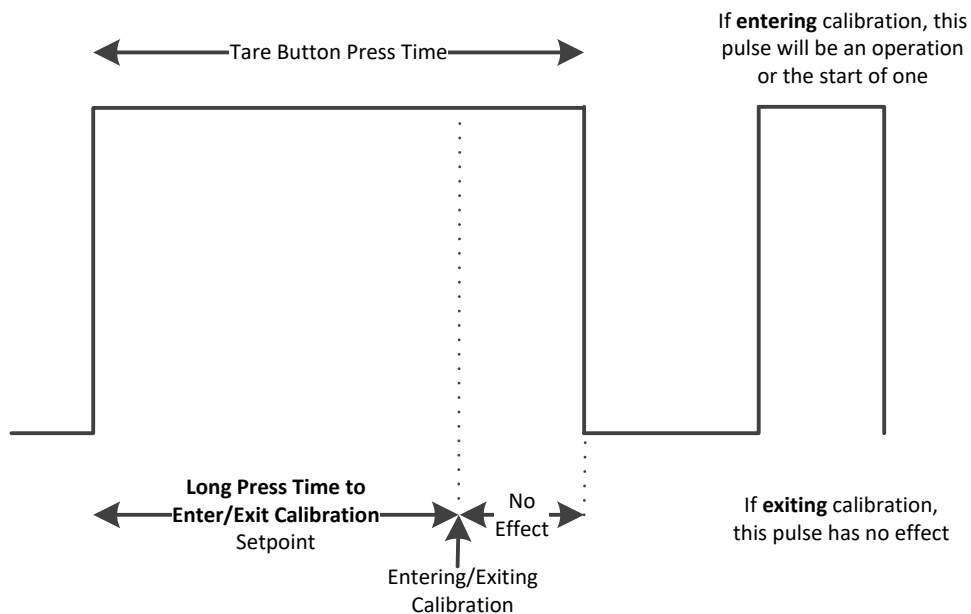 Tare Button Press Time
If entering calibration, this
pulse will be an operation
or the start of one
Long Press Time to
Enter/Exit Calibration
Setpoint
No
Effect
Entering/Exiting
Calibration
If exiting calibration,
this pulse has no effect